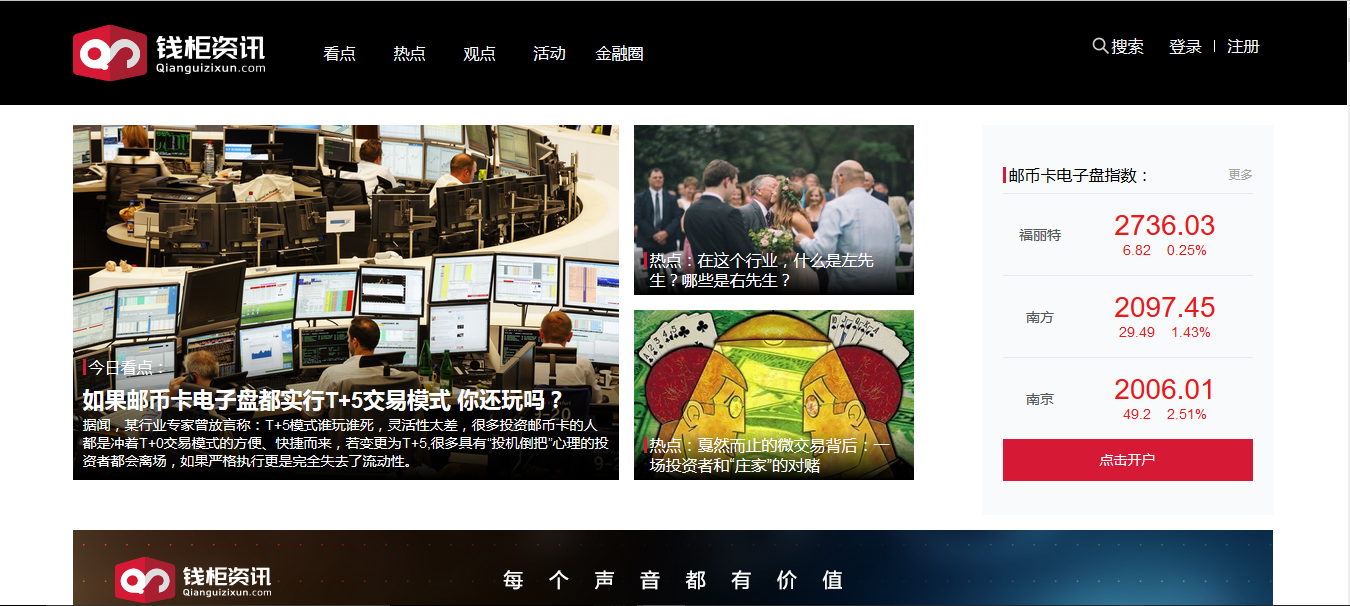 钱柜资讯
Qianguizixun.com
看点 热点 观点 活动 金融圈
搜索 登录 注册
今日看点：
如果邮币卡电子盘都实行T+5交易模式 你还玩吗？
据闻，某行业专家曾放言称：T+5模式谁玩谁死，灵活性太差，很多投资邮币卡的人
都是冲着T+0交易模式的方便、快捷而来，若变更为T+5,很多具有“投机倒把”心理的投
资者都会离场，如果严格执行更是完全失去了流动性。
热点：在这个行业，什么是左先
生？哪些是右先生？
热点：戛然而止的微交易背后：一
场投资者和“庄家”的对赌
邮币卡电子盘指数：
更多
福丽特
2736.03
6.82 0.25%
南方
2097.45
29.49 1.43%
南京
2006.01
49.2 2.51%
点击开户
钱柜资讯
Qianguizixun.com
每个声音都有价值